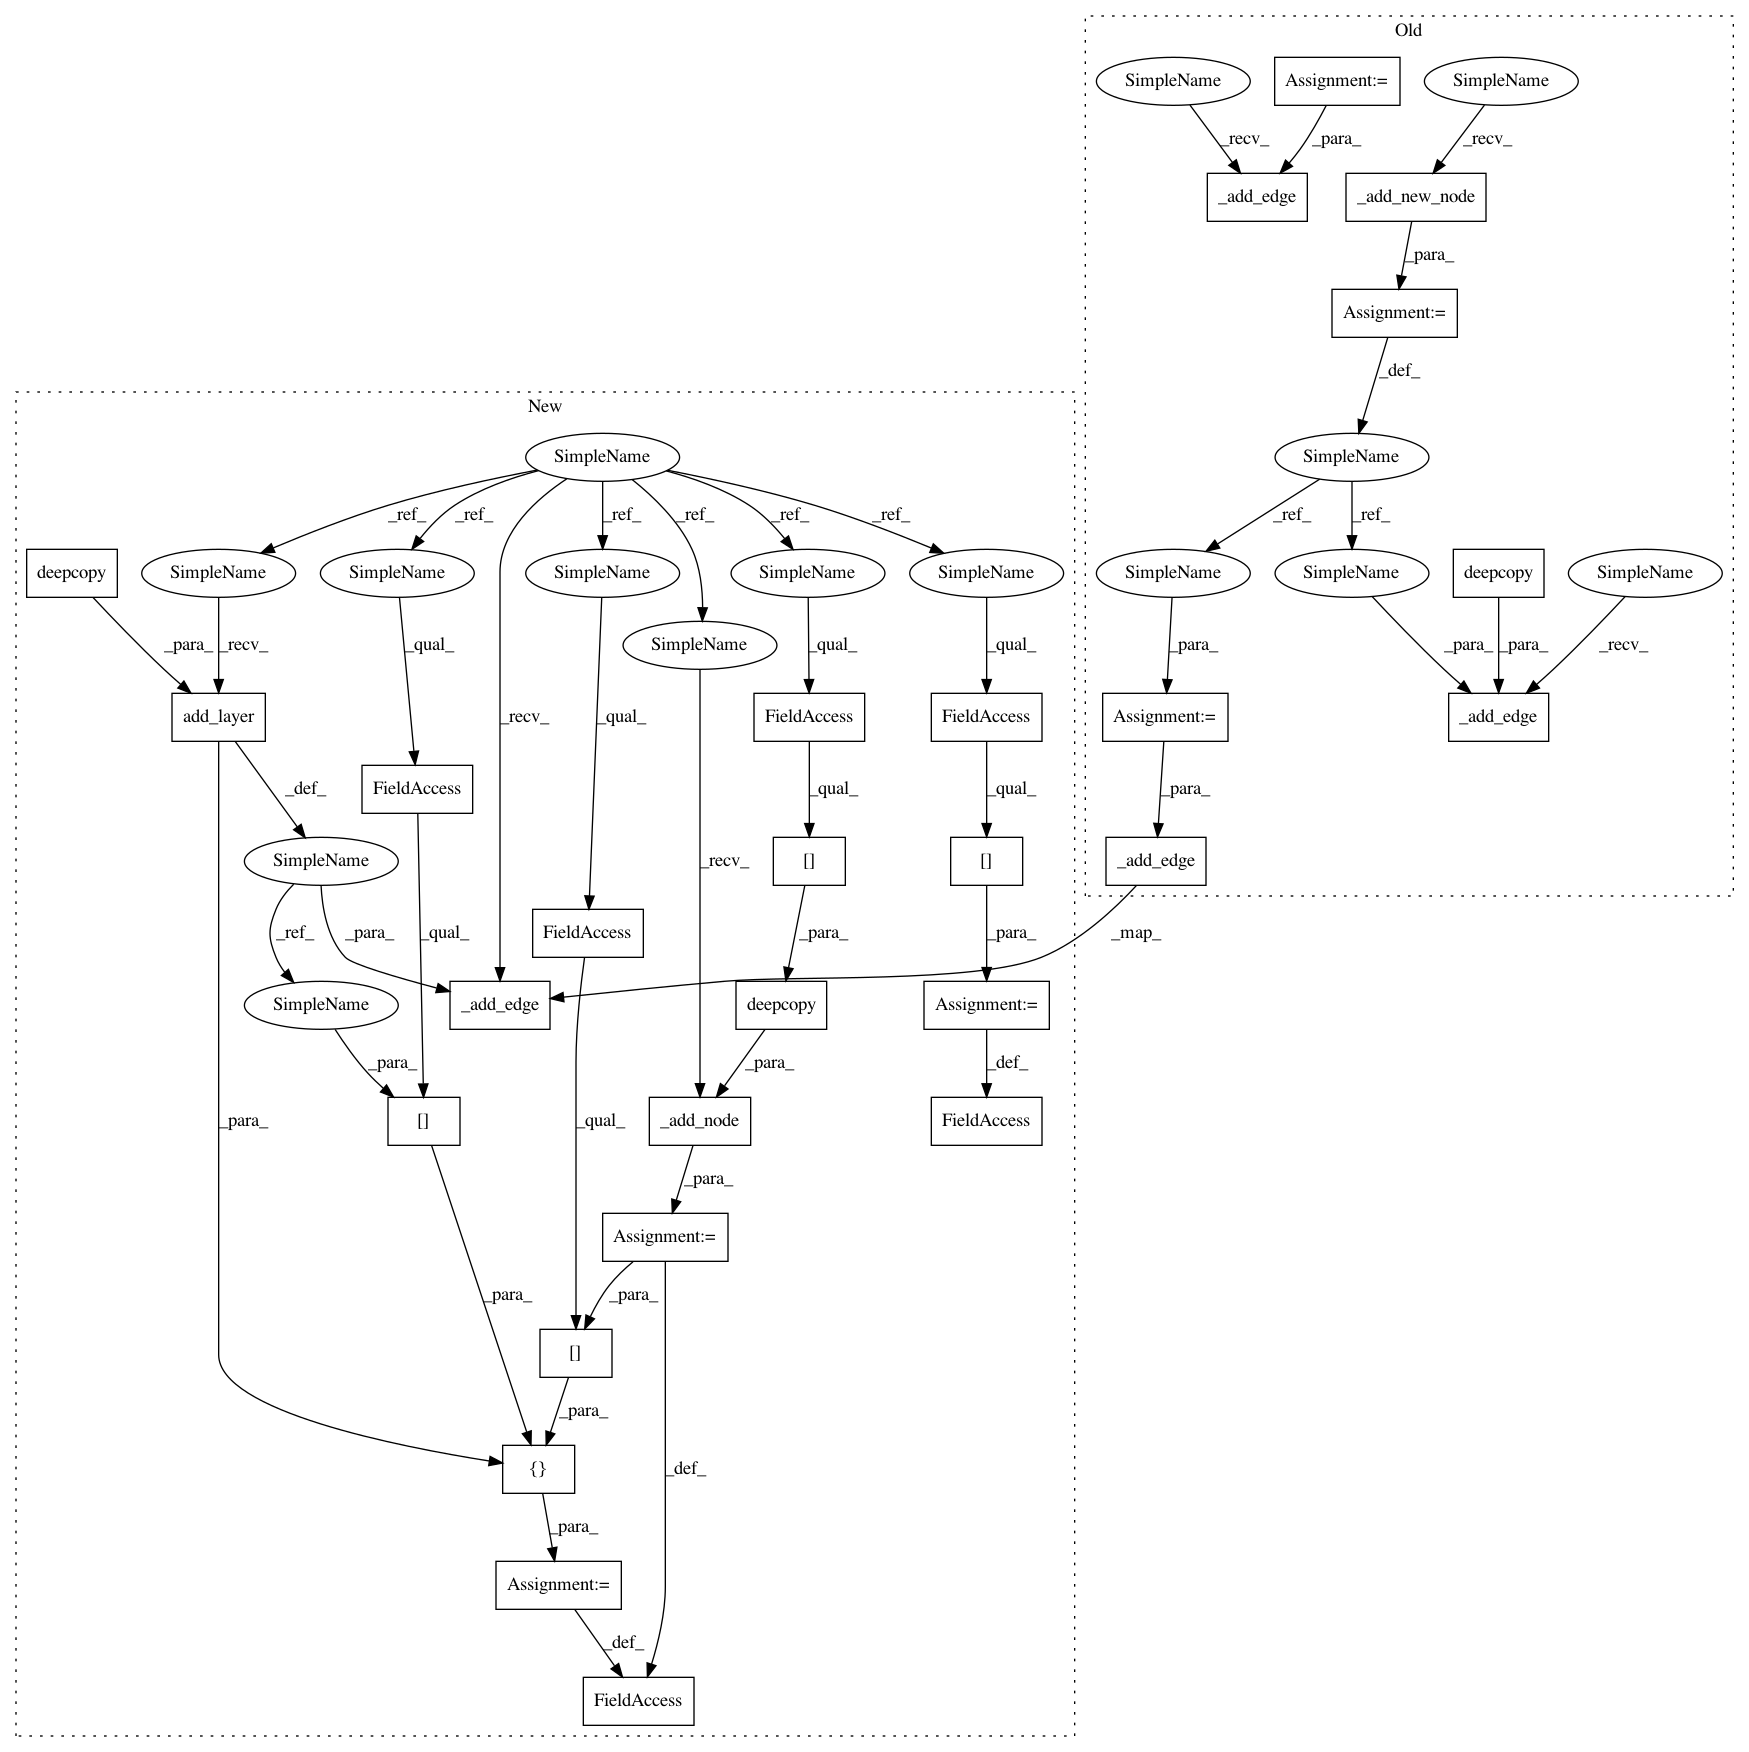 Old
SimpleName
Assignment:=
SimpleName
_recv_
_para_
_recv_
_add_edge
_add_new_node
_para_
Assignment:=
_def_
New
SimpleName
SimpleName
_ref_
_ref_
_ref_
_ref_
_ref_
_ref_
_ref_
_ref_
deepcopy
SimpleName
SimpleName
SimpleName
SimpleName
SimpleName
SimpleName
SimpleName
deepcopy
SimpleName
_para_
_recv_
_qual_
SimpleName
_qual_
_qual_
_para_
_para_
_para_
_recv_
add_layer
_recv_
_qual_
FieldAccess
FieldAccess
Assignment:=
_add_edge
_def_
FieldAccess
_qual_
_qual_
_para_
SimpleName
_recv_
[]
[]
_add_edge
_ref_
_para_
_qual_
FieldAccess
_para_
_para_
_map_
SimpleName
_add_edge
deepcopy
Assignment:=
_para_
_para_
_def_
_para_
[]
_qual_
_add_node
FieldAccess
_para_
Assignment:=
_para_
_para_
[]
_para_
{}
_def_
_para_
Assignment:=
_def_
FieldAccess